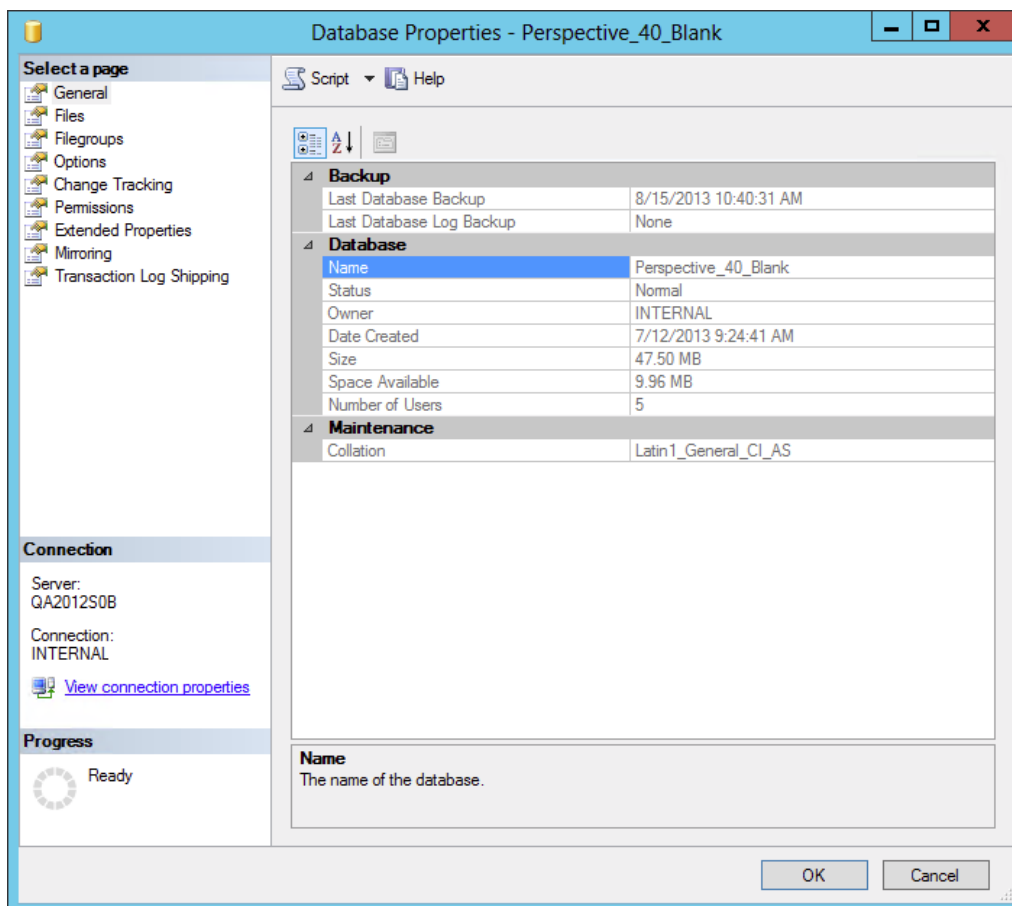 Database Properties - Perspective_40_Blank
Select a page
General
Files
Filegroups
Options
Change Tracking
Permissions
Extended Properties
Mirroring
Transaction Log Shipping
Connection
Server:
QA2012S0B
Connection:
INTERNAL
View connection properties
Progress
Ready
Script Help
Backup
Last Database Backup 8/15/2013 10:40:31 AM
Last Database Log Backup None
Database
Name Perspective_40_Blank
Status Normal
Owner INTERNAL
Date Created 7/12/2013 9:24:41 AM
Size 47.50 MB
Space Available 9.96 MB
Number of Users 5
Maintenance
Collation Latin1_General_CI_AS
Name
The name of the database.
OK Cancel